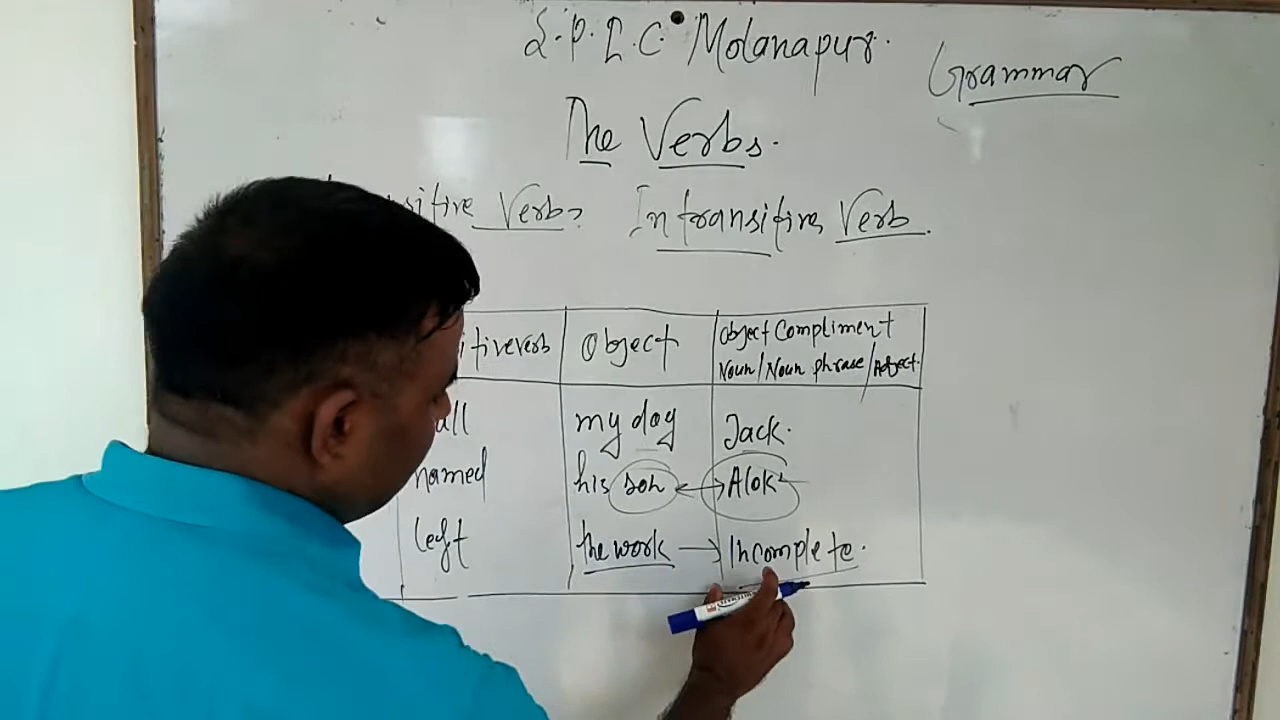 S.P.I.C. Molanapur.
Grammar
The Verbs.
Verb? Intransitive Verb.
Object
Object Compliment
Noun/Noun phrase/Adject.
my dog Jack.
named his son Alok
left the work Incomplete.